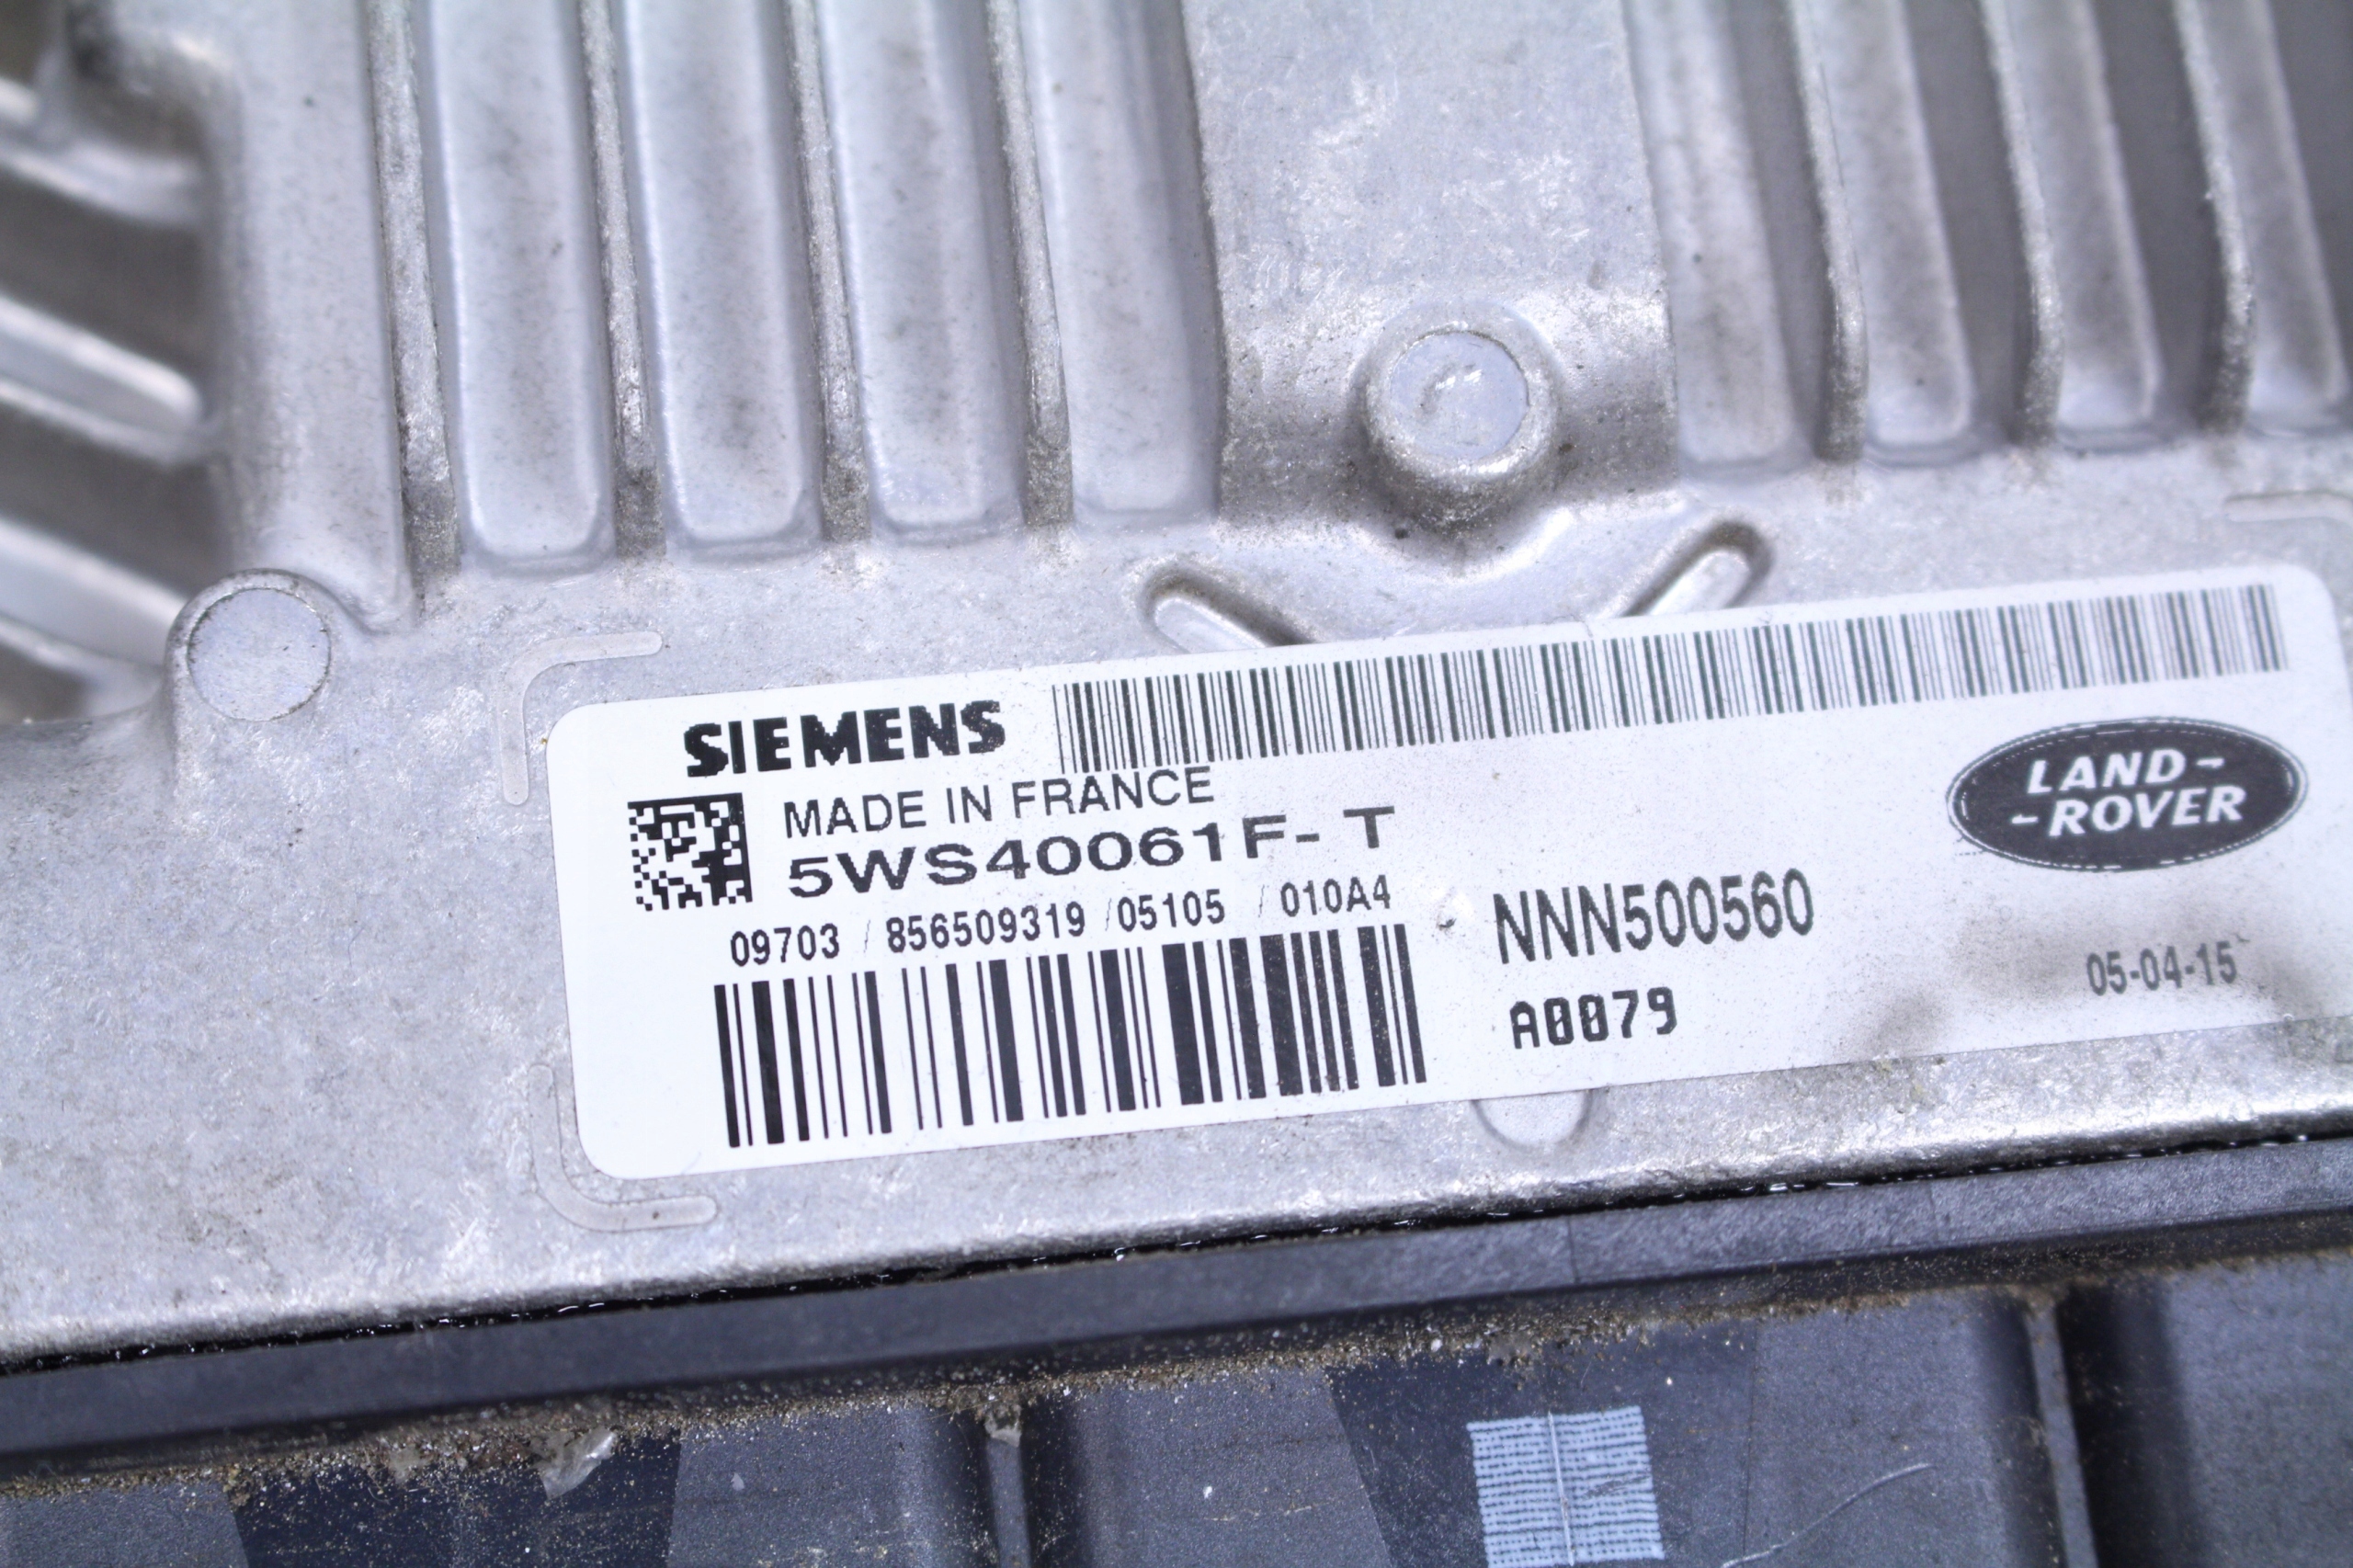 SIEMENS
MADE IN FRANCE
5WS40061F-T
09703 / 856509319 / 05105 / 010A4
LAND-
-ROVER
NNN500560
A0079
05-04-15